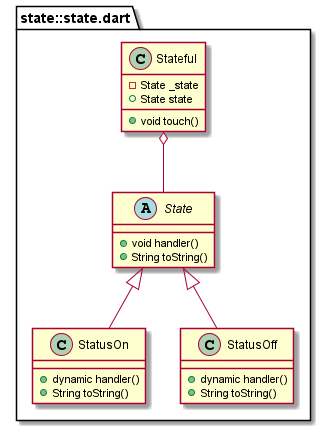 state::state.dart
C Stateful
State _state
State state
void touch()
A State
void handler()
String toString()
C StatusOn
dynamic handler()
String toString()
C StatusOff
dynamic handler()
String toString()